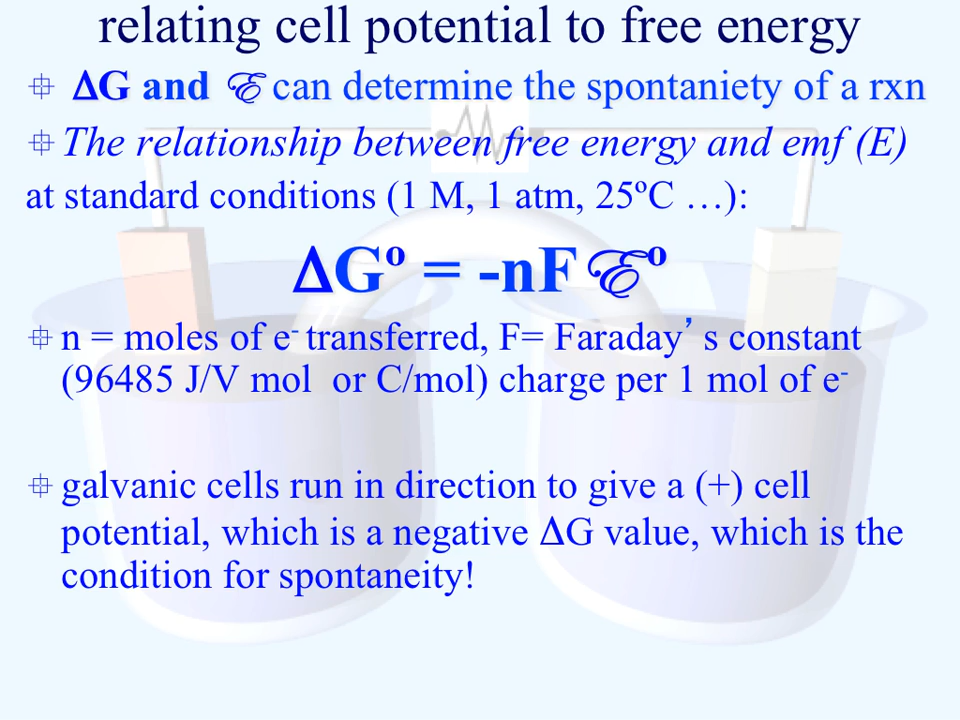 relating cell potential to free energy
ΔG and ℰ can determine the spontaniety of a rxn
The relationship between free energy and emf (E)
at standard conditions (1 M, 1 atm, 25ºC …):
ΔGº = -nFℰº
n = moles of e- transferred, F= Faraday’s constant
(96485 J/V mol or C/mol) charge per 1 mol of e-
galvanic cells run in direction to give a (+) cell
potential, which is a negative ΔG value, which is the
condition for spontaneity!